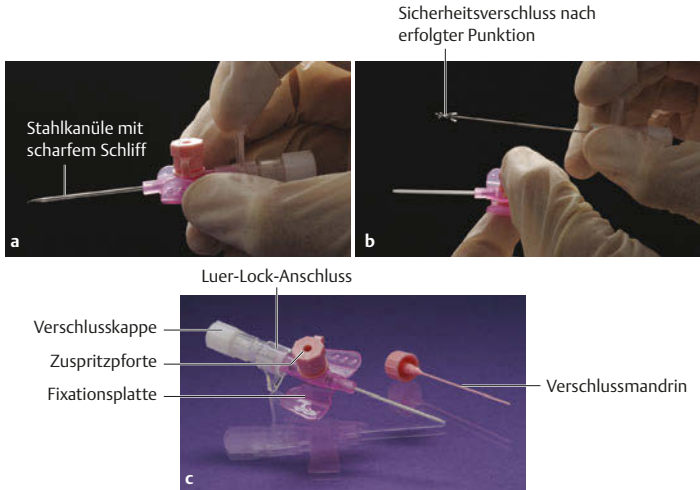 Sicherheitsverschluss nach
erfolgter Punktion
Stahlkanüle mit
scharfem Schliff
a
b
Luer-Lock-Anschluss
Verschlusskappe
Zuspritzpforte
Fixationsplatte
Verschlussmandrin
c